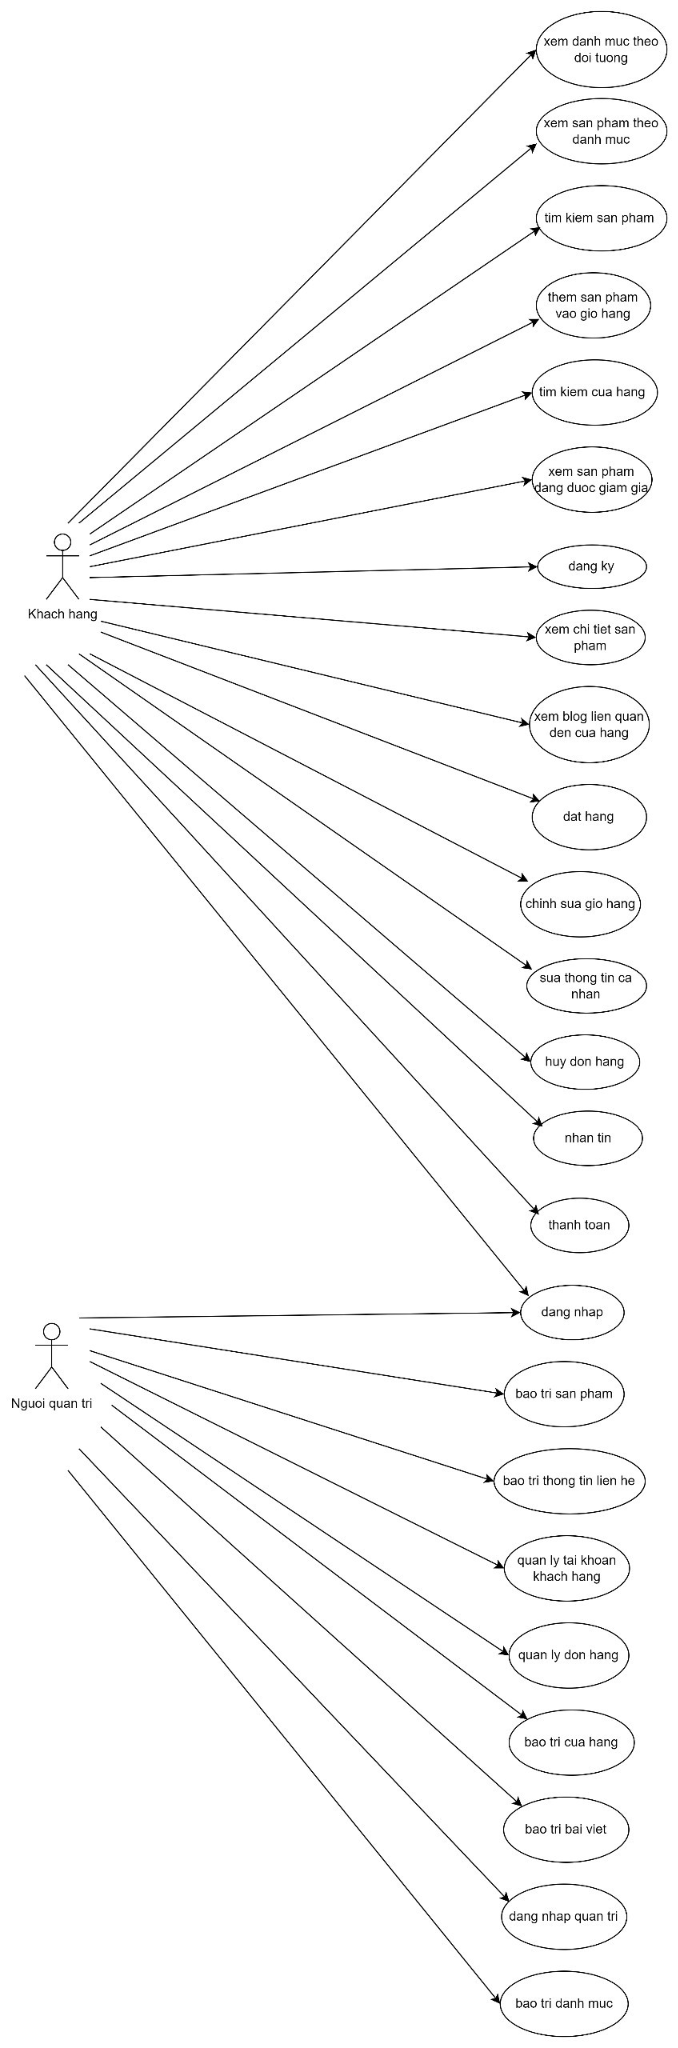 xem danh muc theo
doi tuong
xem san pham theo
danh muc
tim kiem san pham
them san pham
vao gio hang
tim kiem cua hang
xem san pham
dang duoc giam gia
dang ky
Khach hang
xem chi tiet san
pham
xem blog lien quan
den cua hang
dat hang
chinh sua gio hang
sua thong tin ca
nhan
huy don hang
nhan tin
thanh toan
dang nhap
Nguoi quan tri
bao tri san pham
bao tri thong tin lien he
quan ly tai khoan
khach hang
quan ly don hang
bao tri cua hang
bao tri bai viet
dang nhap quan tri
bao tri danh muc